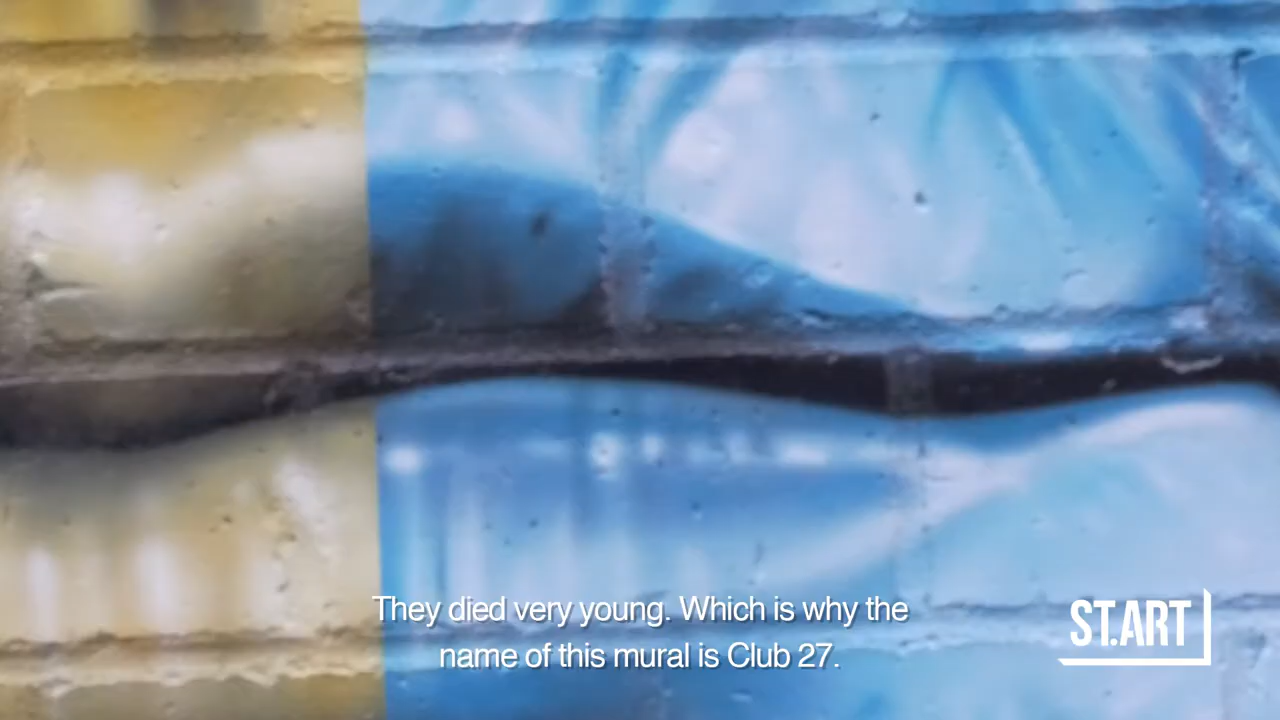 They died very young. Which is why the
name of this mural is Club 27.
ST.ART